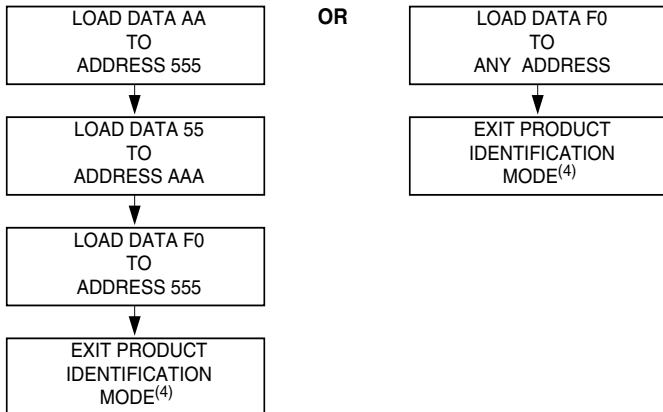 LOAD DATA AA
TO
ADDRESS 555
LOAD DATA 55
TO
ADDRESS AAA
LOAD DATA F0
TO
ADDRESS 555
EXIT PRODUCT
IDENTIFICATION
MODE(4)
OR
LOAD DATA F0
TO
ANY ADDRESS
EXIT PRODUCT
IDENTIFICATION
MODE(4)